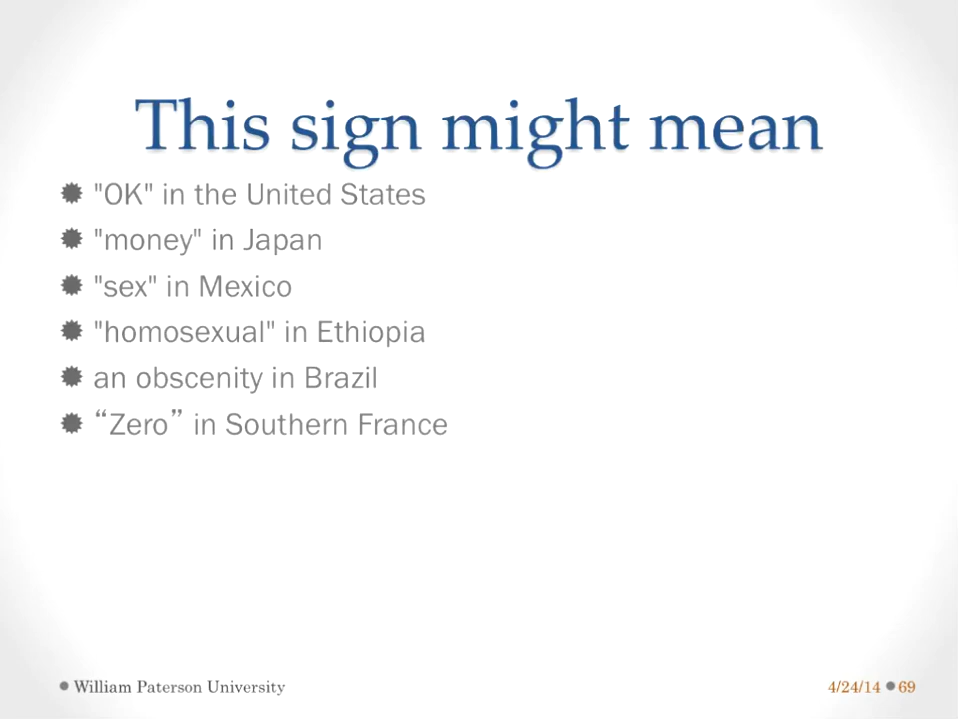 This sign might mean
"OK" in the United States
"money" in Japan
"sex" in Mexico
"homosexual" in Ethiopia
an obscenity in Brazil
“Zero” in Southern France
William Paterson University
4/24/14 69